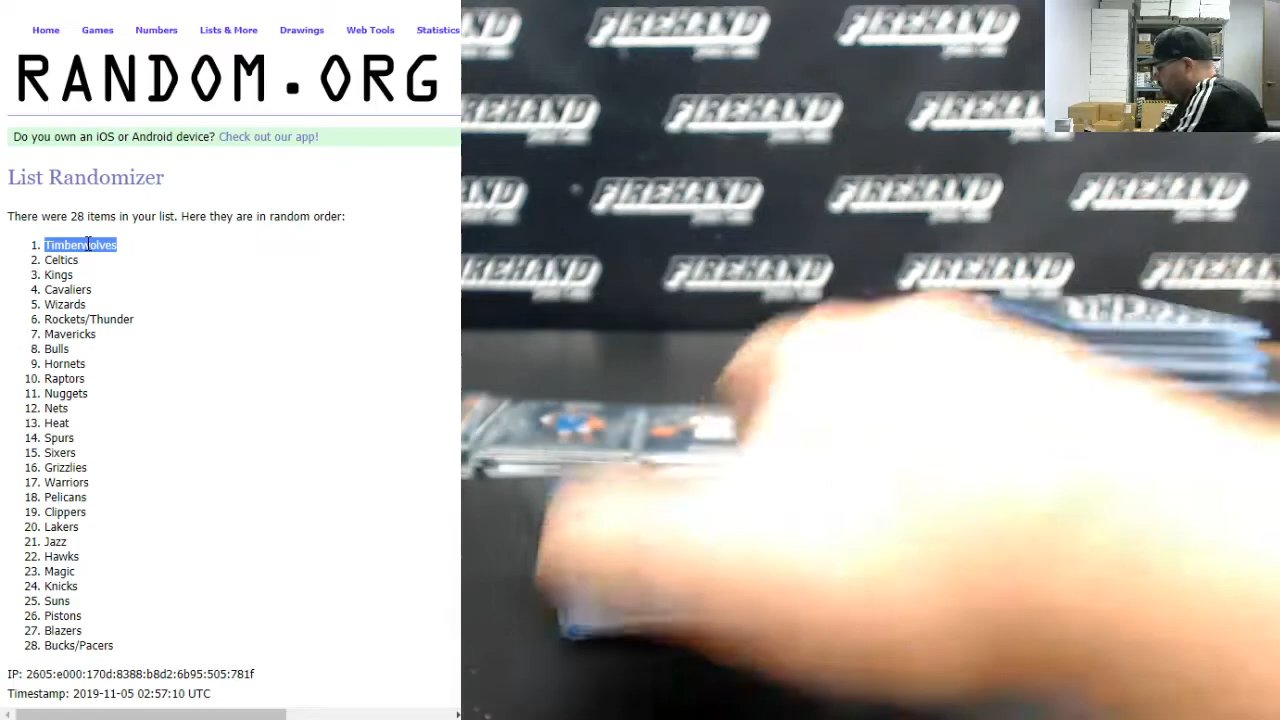 Home Games Numbers Lists & More Drawings Web Tools Statistics
RANDOM.ORG
Do you own an iOS or Android device? Check out our app!
List Randomizer
There were 28 items in your list. Here they are in random order:
1. Timberwolves
2. Celtics
3. Kings
4. Cavaliers
5. Wizards
6. Rockets/Thunder
7. Mavericks
8. Bulls
9. Hornets
10. Raptors
11. Nuggets
12. Nets
13. Heat
14. Spurs
15. Sixers
16. Grizzlies
17. Warriors
18. Pelicans
19. Clippers
20. Lakers
21. Jazz
22. Hawks
23. Magic
24. Knicks
25. Suns
26. Pistons
27. Blazers
28. Bucks/Pacers
IP: 2605:e000:170d:8388:b8d2:6b95:505:781f
Timestamp: 2019-11-05 02:57:10 UTC
FIREHAND
FIREHAND
FIREHAND
FIREHAND
FIREHAND
FIREHAND
FIREHAND
FIREHAND
FIREHAND